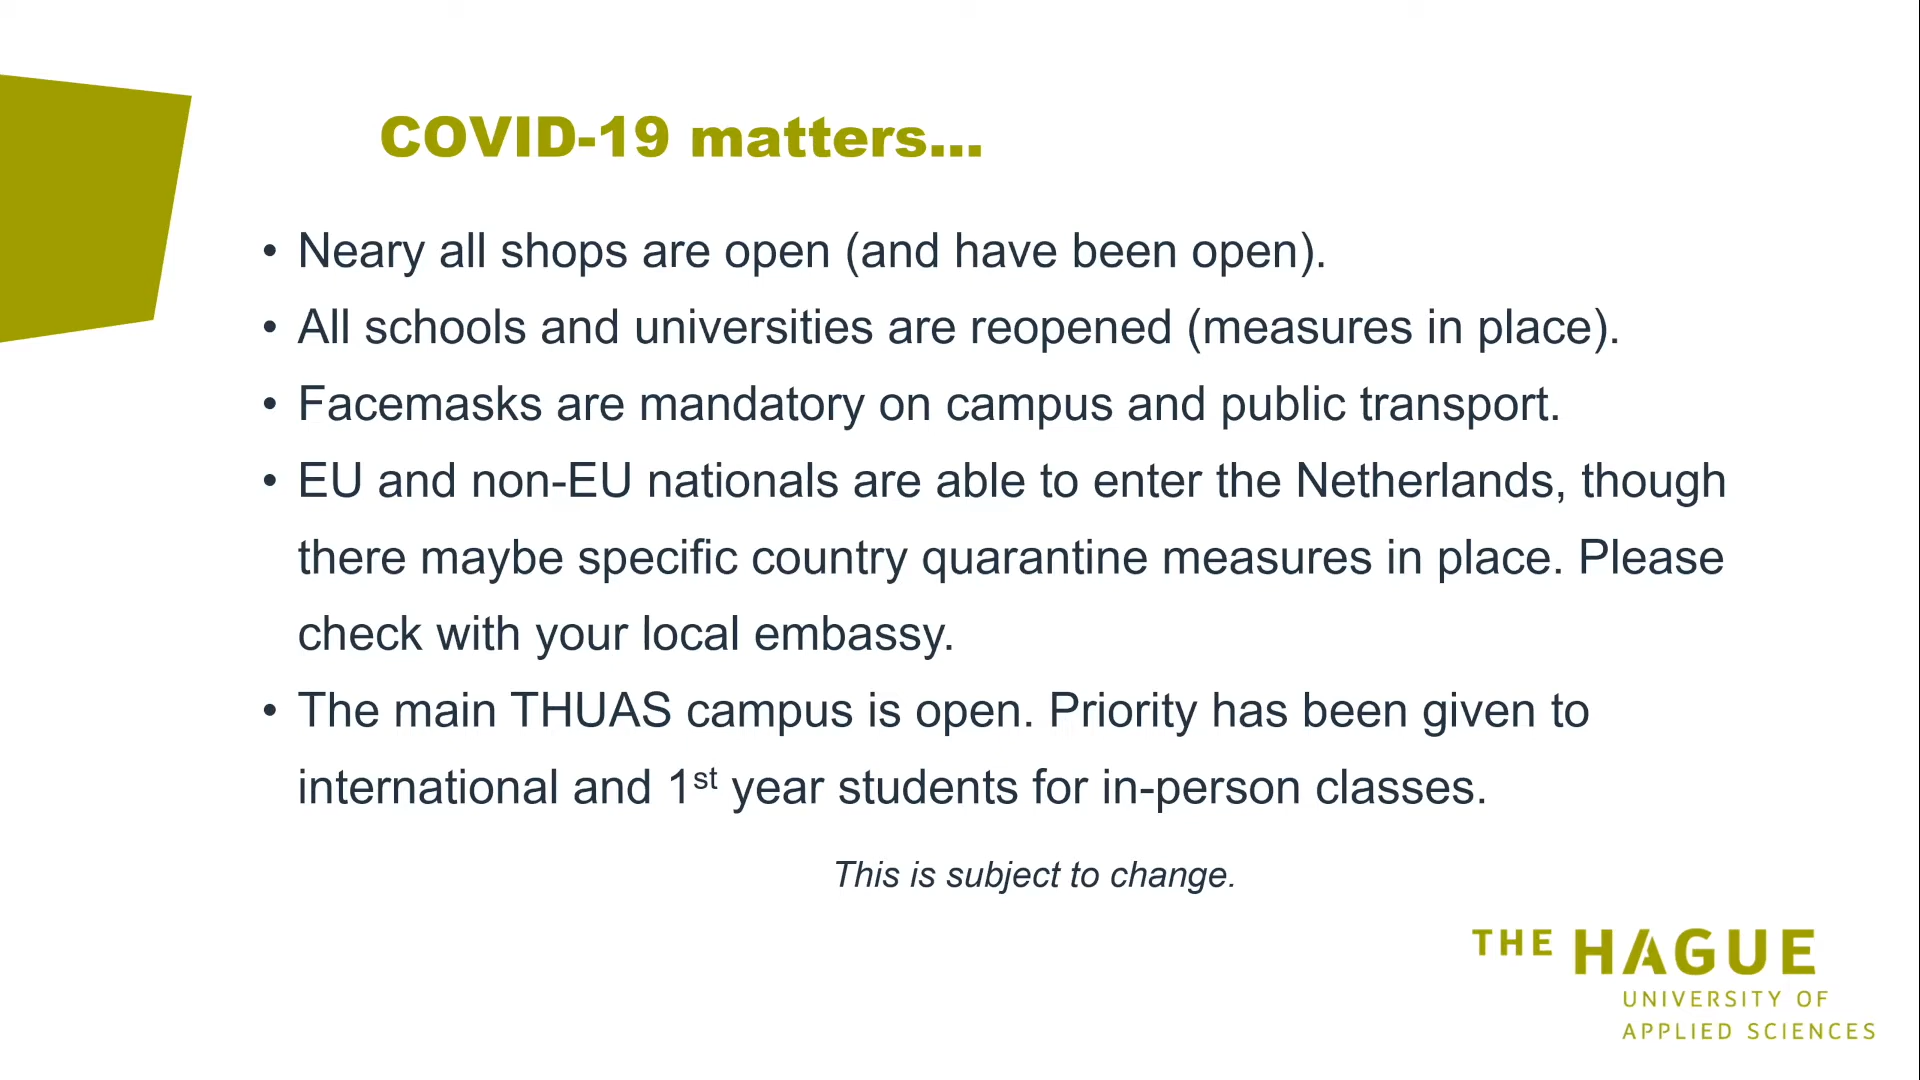 COVID-19 matters...
• Neary all shops are open (and have been open).
• All schools and universities are reopened (measures in place).
• Facemasks are mandatory on campus and public transport.
• EU and non-EU nationals are able to enter the Netherlands, though
there maybe specific country quarantine measures in place. Please
check with your local embassy.
• The main THUAS campus is open. Priority has been given to
international and 1st year students for in-person classes.
This is subject to change.
THE HAGUE
UNIVERSITY OF
APPLIED SCIENCES